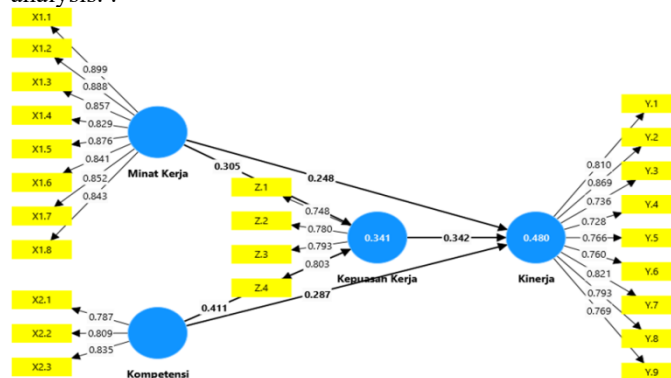 analysis. .
X1.1
X1.2
X1.3
X1.4
X1.5
X1.6
X1.7
X1.8
0.899
0.888
0.857
0.829
0.876
0.841
0.852
0.843
Minat Kerja
0.305
0.248
Z.1
Z.2
Z.3
Z.4
0.748
0.780
0.793
0.803
0.341
Kepuasan Kerja
0.342
0.480
Kinerja
0.411
0.287
X2.1
X2.2
X2.3
0.787
0.809
0.835
Kompetensi
Y.1
Y.2
Y.3
Y.4
Y.5
Y.6
Y.7
Y.8
Y.9
0.810
0.869
0.736
0.728
0.766
0.760
0.821
0.793
0.769